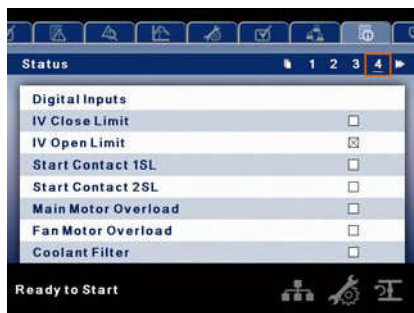 Status 1 2 3 4
Digital Inputs
IV Close Limit
IV Open Limit
Start Contact 1SL
Start Contact 2SL
Main Motor Overload
Fan Motor Overload
Coolant Filter
Ready to Start